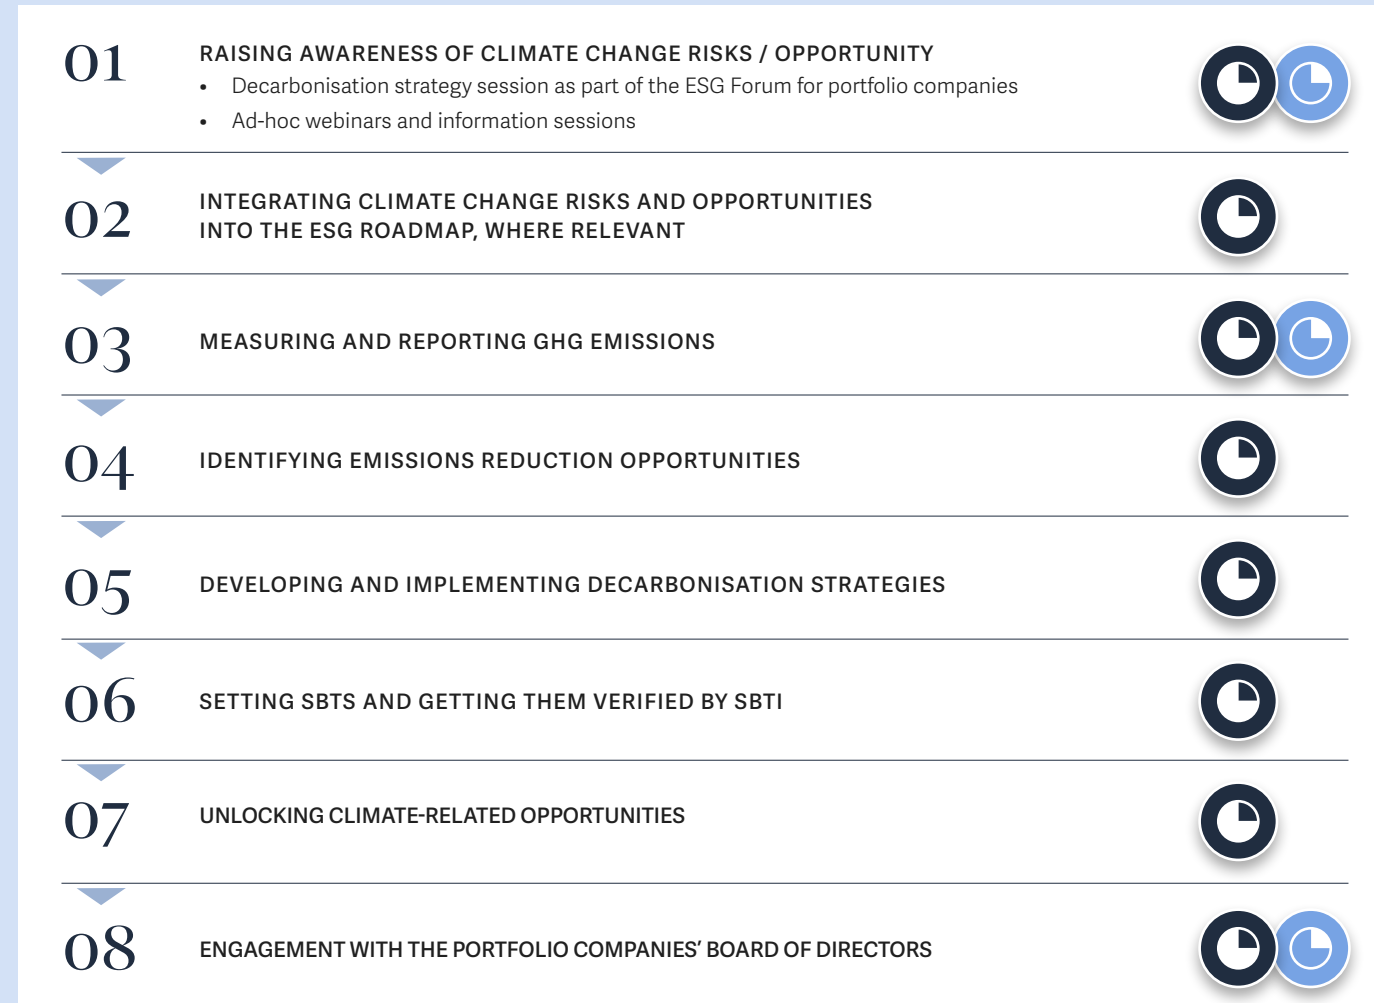 01
RAISING AWARENESS OF CLIMATE CHANGE RISKS / OPPORTUNITY
• Decarbonisation strategy session as part of the ESG Forum for portfolio companies
• Ad-hoc webinars and information sessions
02
INTEGRATING CLIMATE CHANGE RISKS AND OPPORTUNITIES
INTO THE ESG ROADMAP, WHERE RELEVANT
03
MEASURING AND REPORTING GHG EMISSIONS
04
IDENTIFYING EMISSIONS REDUCTION OPPORTUNITIES
05
DEVELOPING AND IMPLEMENTING DECARBONISATION STRATEGIES
06
SETTING SBTS AND GETTING THEM VERIFIED BY SBTI
07
UNLOCKING CLIMATE-RELATED OPPORTUNITIES
08
ENGAGEMENT WITH THE PORTFOLIO COMPANIES’ BOARD OF DIRECTORS